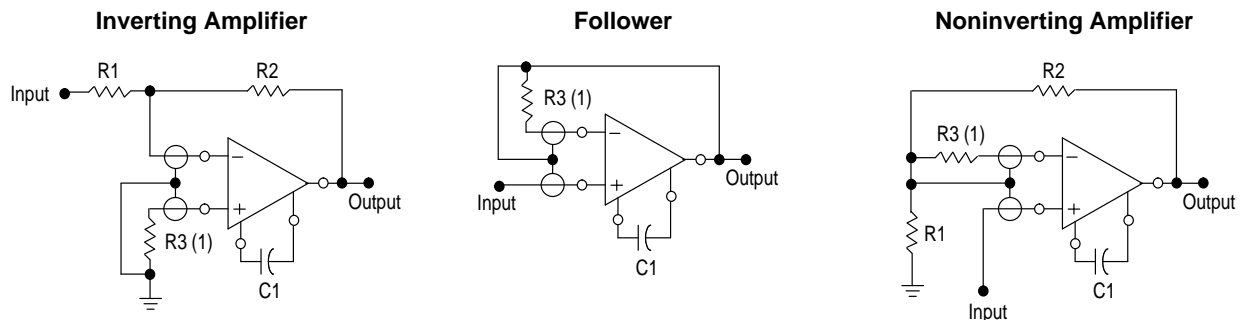 Inverting Amplifier
R1
R2
Input
R3 (1)
−
+
Output
C1
Follower
R3 (1)
−
+
Input
Output
C1
Noninverting Amplifier
R2
R3 (1)
−
+
R1
Output
C1
Input